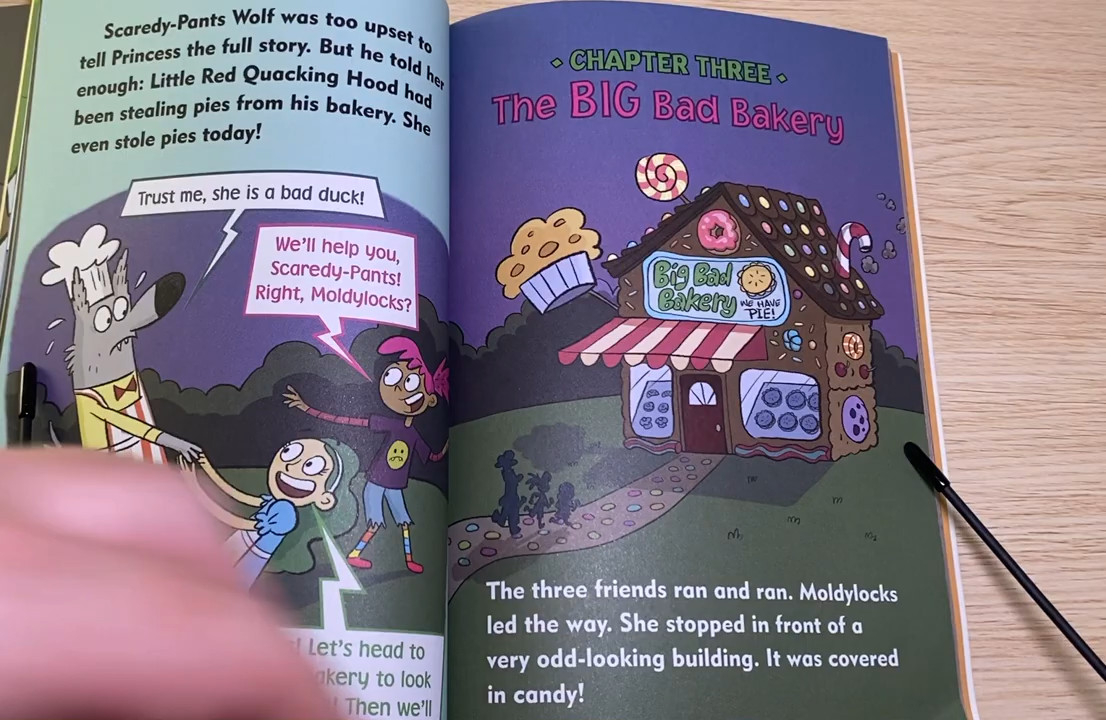 Scaredy-Pants Wolf was too upset to
tell Princess the full story. But he told her
enough: Little Red Quacking Hood had
been stealing pies from his bakery. She
even stole pies today!
Trust me, she is a bad duck!
We'll help you,
Scaredy-Pants!
Right, Moldylocks?
Let's head to
to look
Then we'll
CHAPTER THREE
The BIG Bad Bakery
Big Bad
Bakery
WE HAVE
PIE!
The three friends ran and ran. Moldylocks
led the way. She stopped in front of a
very odd-looking building. It was covered
in candy!